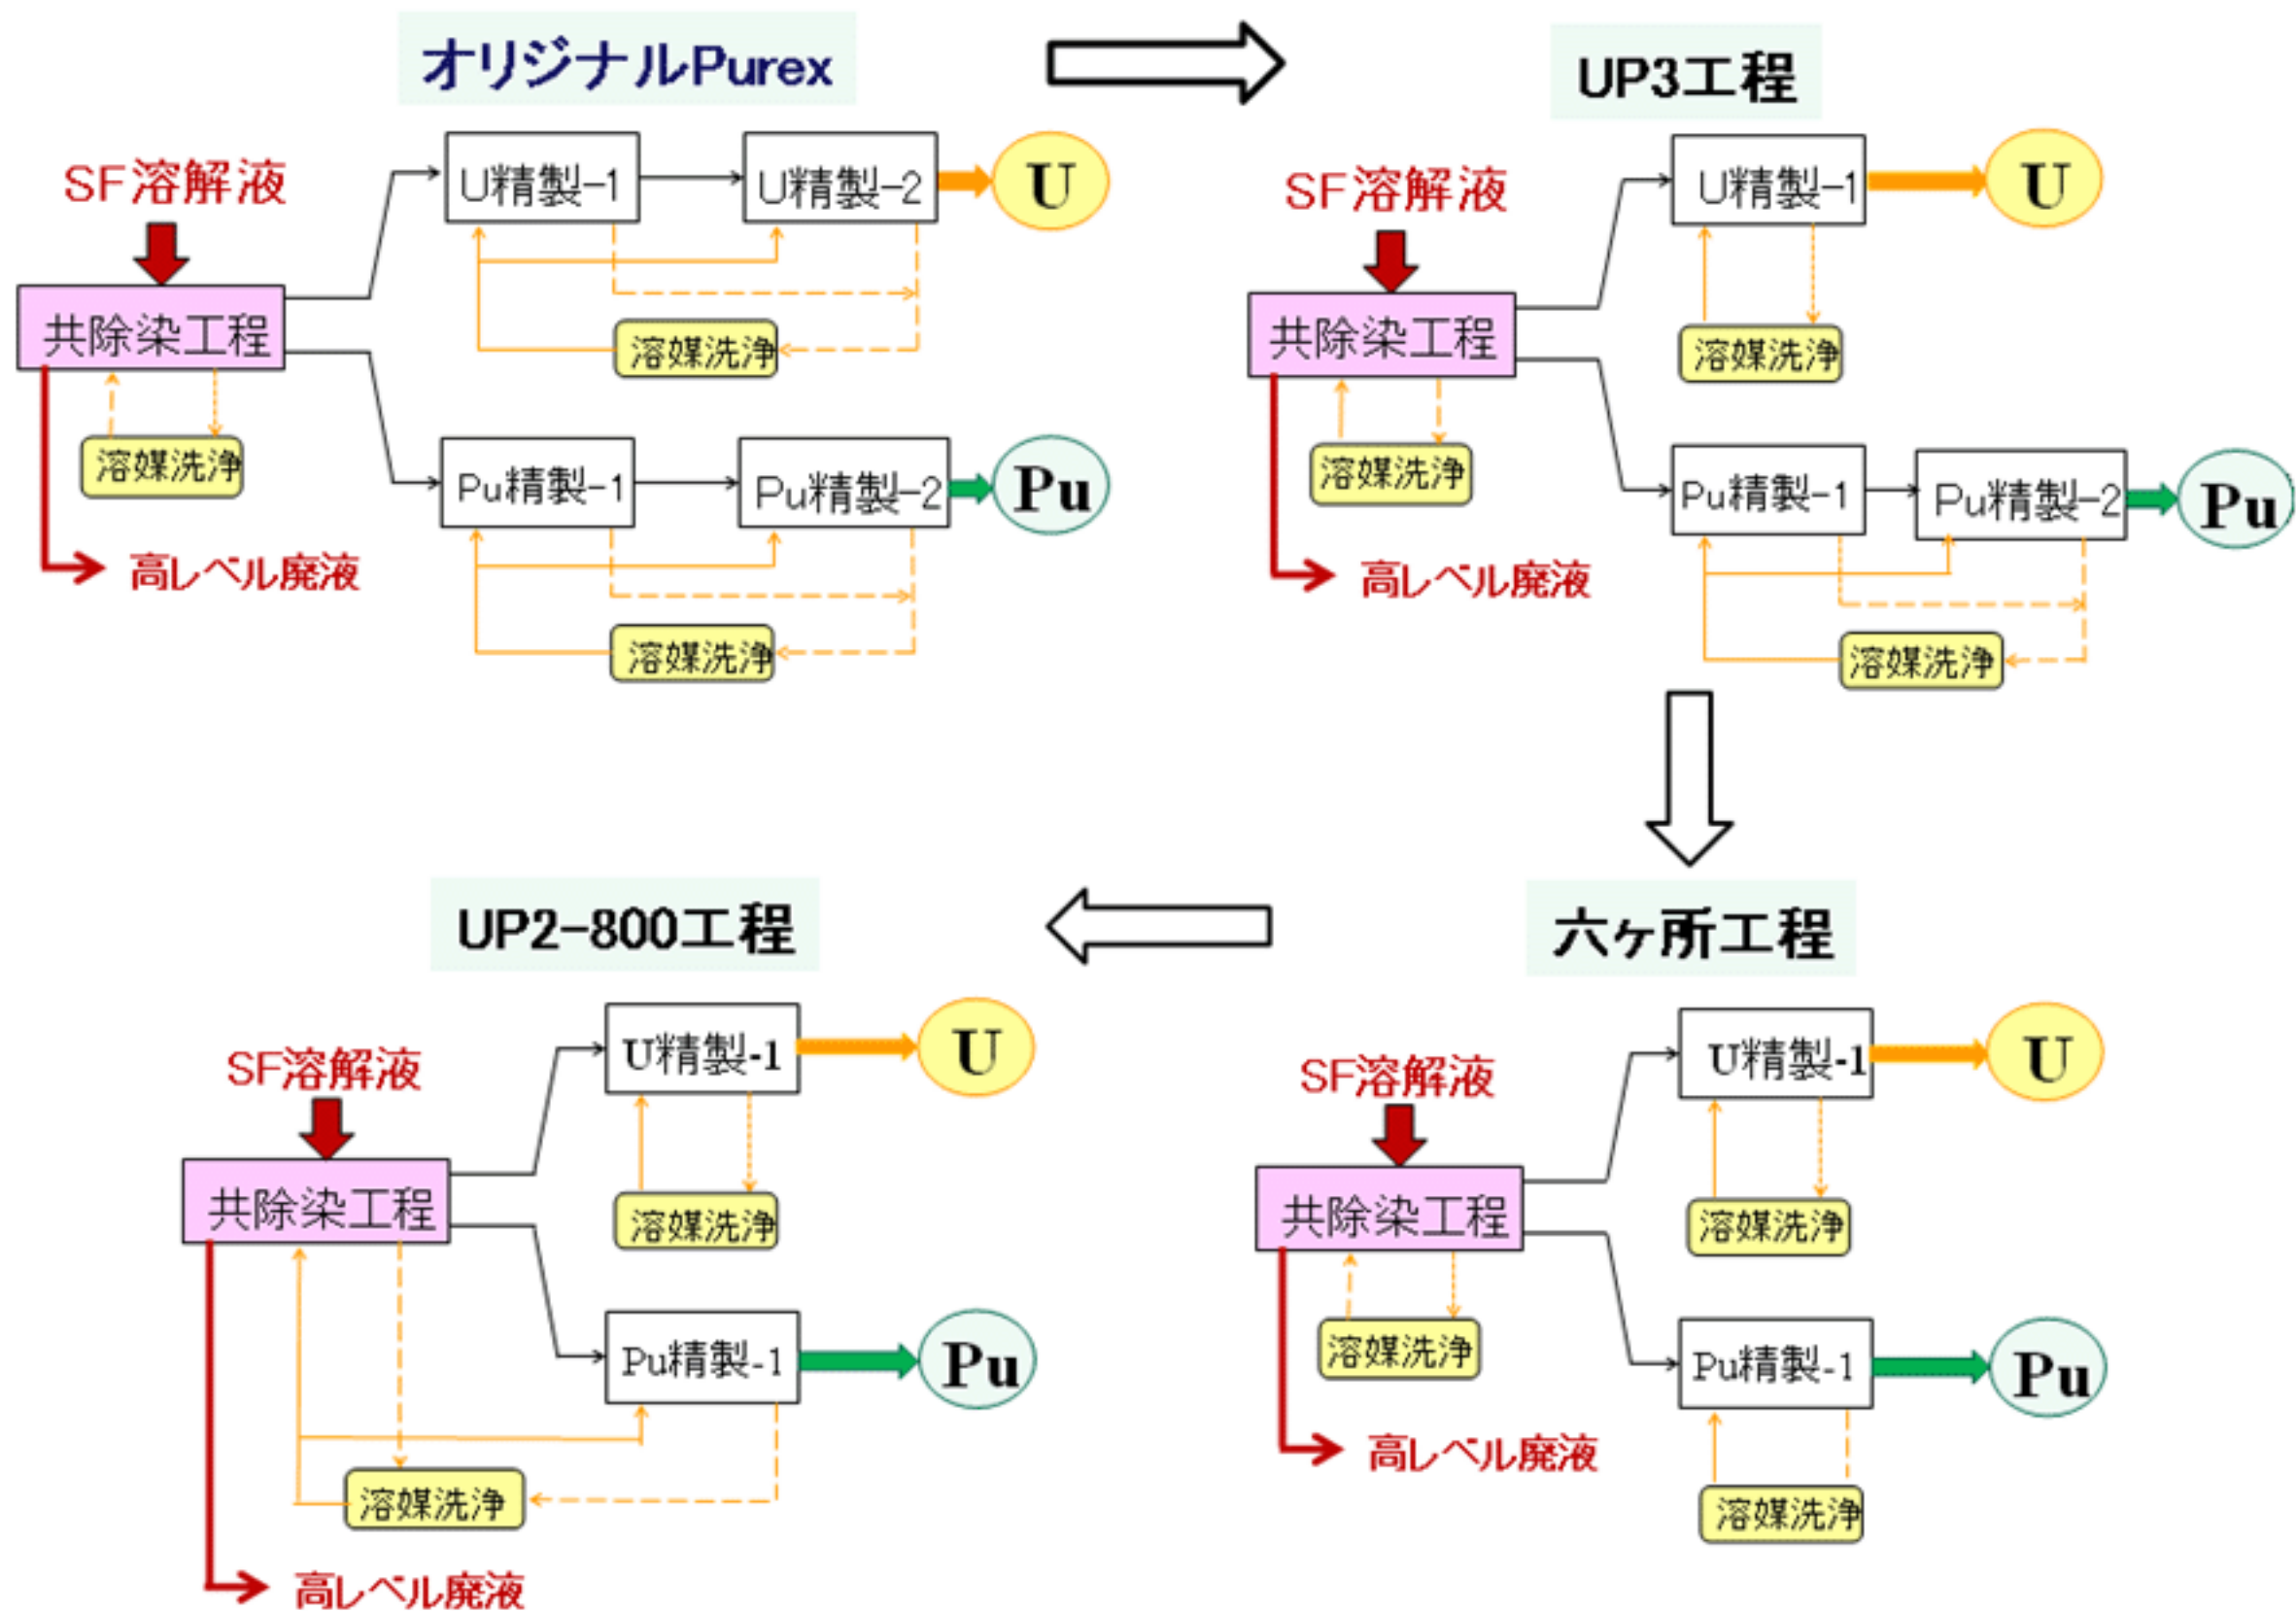 オリジナルPurex
SF溶解液
共除染工程
U精製-1
U精製-2
U
溶媒洗浄
溶媒洗浄
Pu精製-1
Pu精製-2
Pu
溶媒洗浄
高レベル廃液
UP3工程
SF溶解液
共除染工程
U精製-1
U
溶媒洗浄
溶媒洗浄
Pu精製-1
Pu精製-2
Pu
溶媒洗浄
高レベル廃液
六ヶ所工程
SF溶解液
共除染工程
U精製-1
U
溶媒洗浄
溶媒洗浄
Pu精製-1
Pu
溶媒洗浄
高レベル廃液
UP2-800工程
SF溶解液
共除染工程
U精製-1
U
溶媒洗浄
Pu精製-1
Pu
溶媒洗浄
高レベル廃液